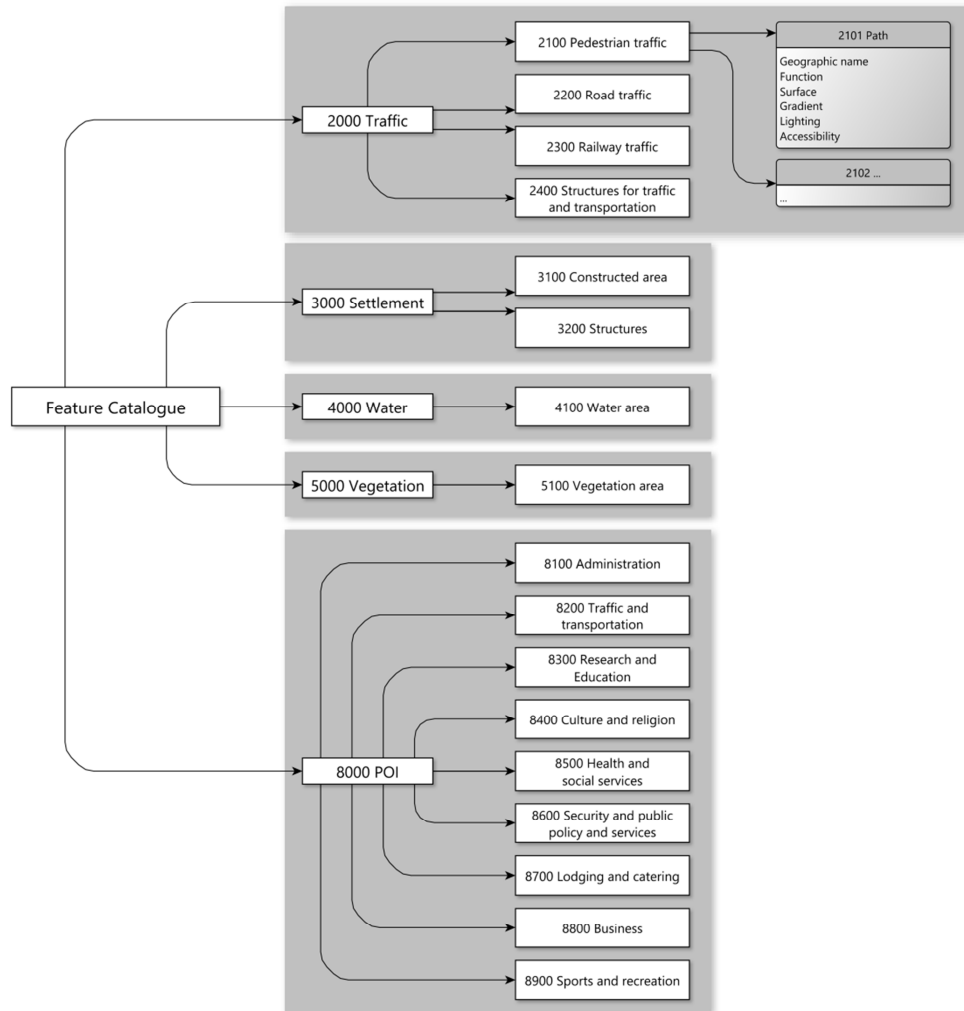 Feature Catalogue
2000 Traffic
2100 Pedestrian traffic
2101 Path
Geographic name
Function
Surface
Gradient
Lighting
Accessibility
2102 ...
...
2200 Road traffic
2300 Railway traffic
2400 Structures for traffic
and transportation
3000 Settlement
3100 Constructed area
3200 Structures
4000 Water
4100 Water area
5000 Vegetation
5100 Vegetation area
8000 POI
8100 Administration
8200 Traffic and
transportation
8300 Research and
Education
8400 Culture and religion
8500 Health and
social services
8600 Security and public
policy and services
8700 Lodging and catering
8800 Business
8900 Sports and recreation